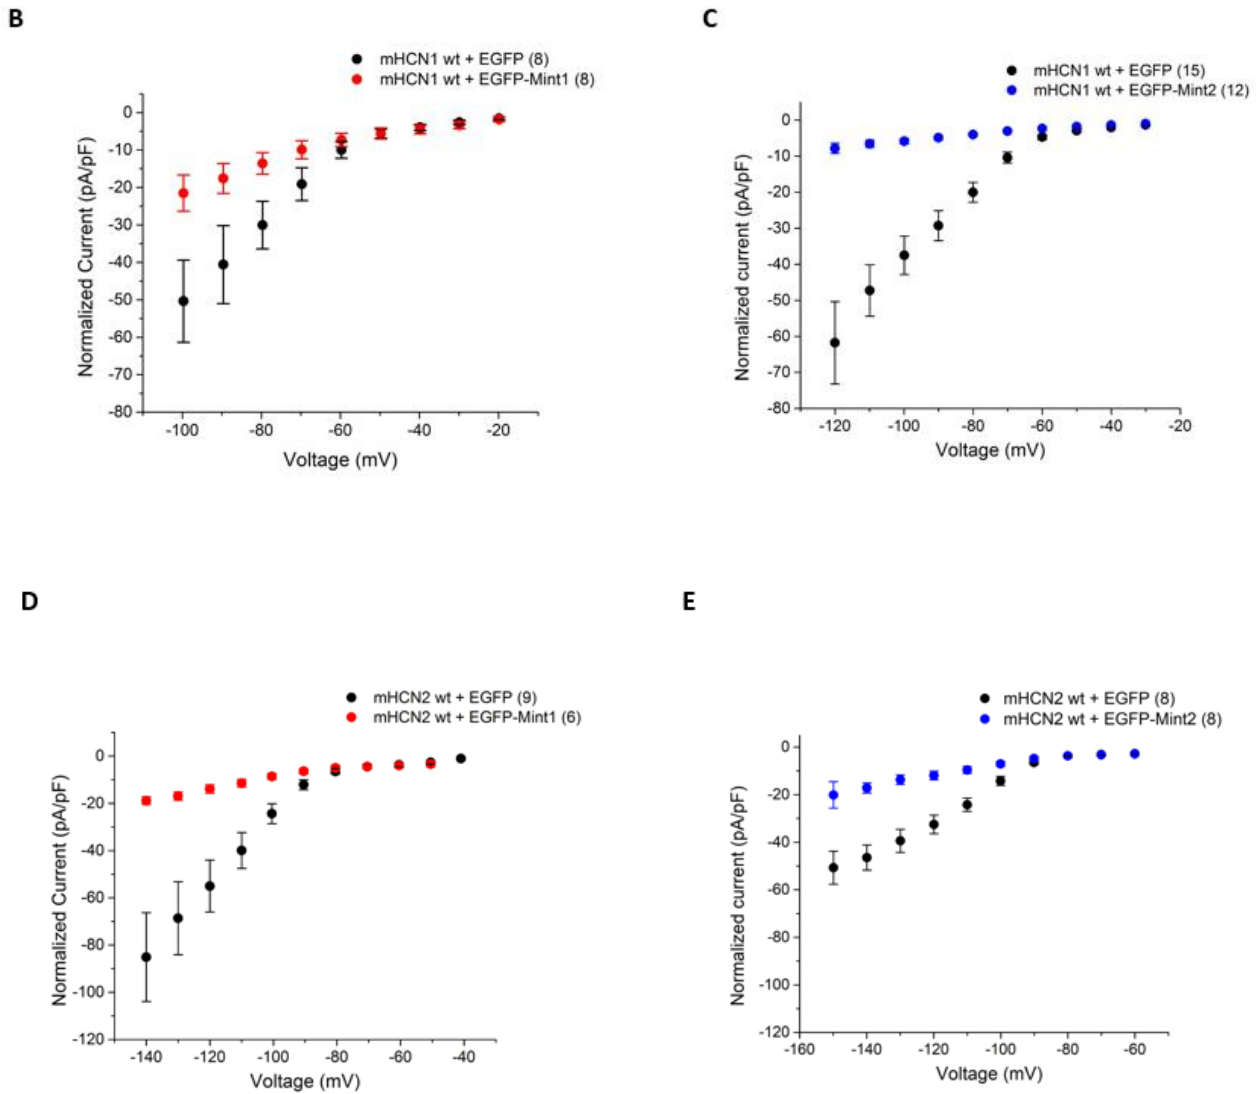 B
mHCN1 wt + EGFP (8)
mHCN1 wt + EGFP-Mint1 (8)
0
-10
-20
-30
-40
-50
-60
-70
-80
Normalized Current (pA/pF)
-100 -80 -60 -40 -20
Voltage (mV)
C
mHCN1 wt + EGFP (15)
mHCN1 wt + EGFP-Mint2 (12)
0
-10
-20
-30
-40
-50
-60
-70
-80
Normalized current (pA/pF)
-120 -100 -80 -60 -40 -20
Voltage (mV)
D
mHCN2 wt + EGFP (9)
mHCN2 wt + EGFP-Mint1 (6)
0
-20
-40
-60
-80
-100
-120
Normalized Current (pA/pF)
-140 -120 -100 -80 -60 -40
Voltage (mV)
E
mHCN2 wt + EGFP (8)
mHCN2 wt + EGFP-Mint2 (8)
0
-20
-40
-60
-80
-100
-120
Normalized current (pA/pF)
-160 -140 -120 -100 -80 -60
Voltage (mV)